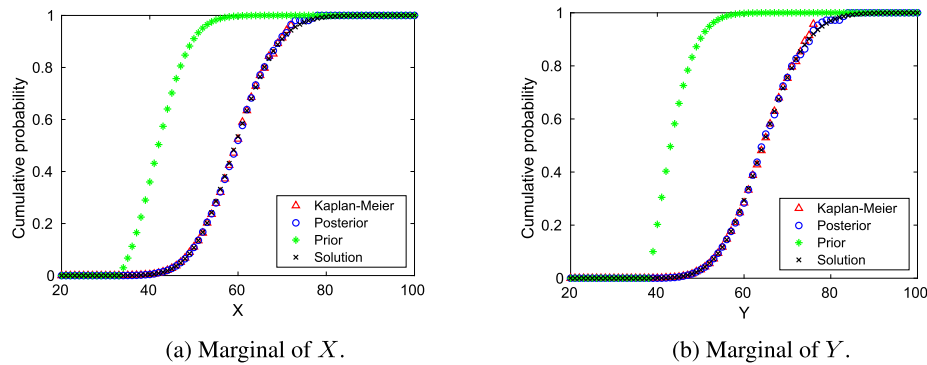 1
0.8
0.6
0.4
0.2
0
Cumulative probability
20 40 60 80 100
X
Kaplan-Meier
Posterior
Prior
Solution
(a) Marginal of X.
1
0.8
0.6
0.4
0.2
0
Cumulative probability
20 40 60 80 100
Y
Kaplan-Meier
Posterior
Prior
Solution
(b) Marginal of Y.